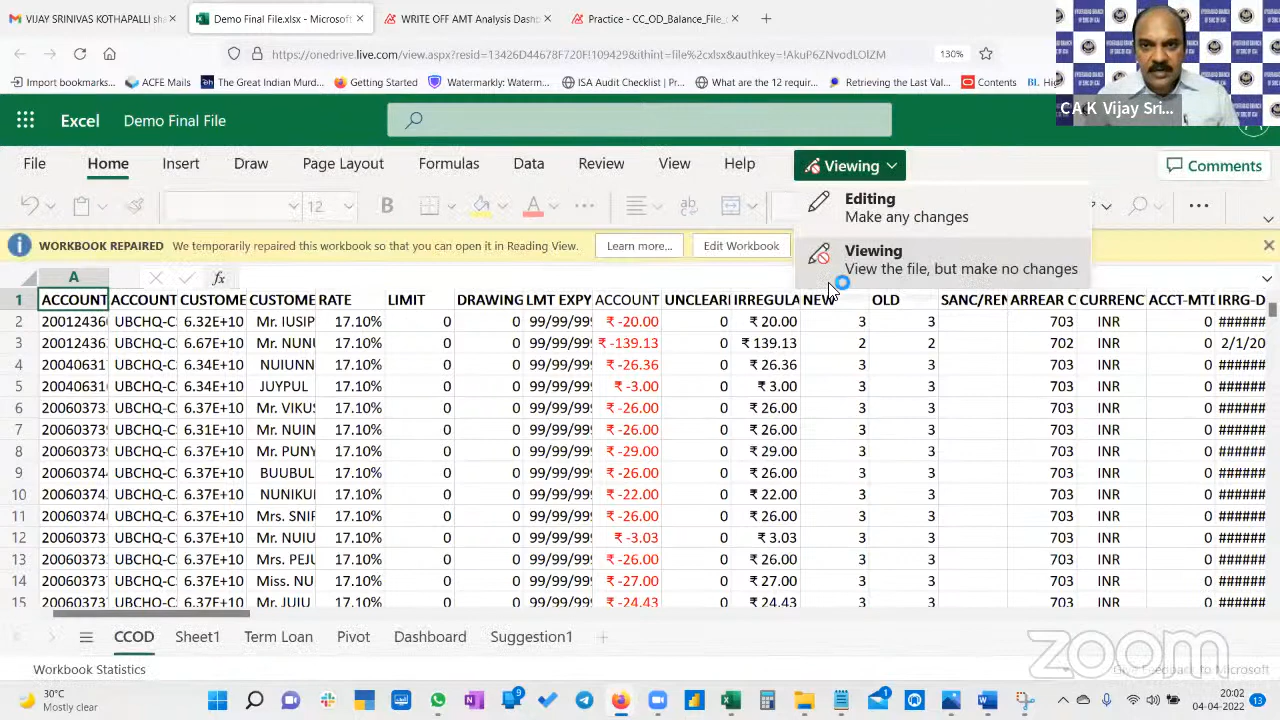 VIJAY SRINIVAS KOTHAPALLI sha
Demo Final File.xlsx - Microsoft
WRITE OFF AMT Analysis Dashb
Practice - CC_OD_Balance_File_
130%
Import bookmarks...
ACFE Mails
The Great Indian Murd...
Getting Started
Watermarkly | Watermar...
ISA Audit Checklist | Pr...
What are the 12 requir...
Retrieving the Last Val...
Contents
C A K Vijay Sri...
Excel
Demo Final File
File
Home
Insert
Draw
Page Layout
Formulas
Data
Review
View
Help
Viewing
Comments
12
B
A
ab
Editing
Make any changes
WORKBOOK REPAIRED
We temporarily repaired this workbook so that you can open it in Reading View.
Learn more...
Edit Workbook
Viewing
View the file, but make no changes
fx
A
1 ACCOUNT ACCOUNT CUSTOME CUSTOME RATE LIMIT DRAWING LMT EXPY ACCOUNT UNCLEARI IRREGULA NEW OLD SANC/REN ARREAR C CURRENC ACCT-MTD IRRG-D
2 200124360 UBCHQ-C 6.32E+10 Mr. IUSIP 17.10% 0 0 99/99/999 ₹ -20.00 0 ₹ 20.00 3 3 703 INR 0 ######
3 20012436 UBCHQ-C 6.67E+10 Mr. NUNU 17.10% 0 0 99/99/999 ₹ -139.13 0 ₹ 139.13 2 2 702 INR 0 2/1/20
4 20040631 UBCHQ-C 6.34E+10 NUIUNN 17.10% 0 0 99/99/999 ₹ -26.36 0 ₹ 26.36 3 3 703 INR 0 ######
5 20040631 UBCHQ-C 6.34E+10 JUYPUL 17.10% 0 0 99/99/999 ₹ -3.00 0 ₹ 3.00 3 3 703 INR 0 ######
6 20060373 UBCHQ-C 6.37E+10 Mr. VIKUS 17.10% 0 0 99/99/999 ₹ -26.00 0 ₹ 26.00 3 3 703 INR 0 ######
7 20060373 UBCHQ-C 6.31E+10 Mr. NUIN 17.10% 0 0 99/99/999 ₹ -26.00 0 ₹ 26.00 3 3 703 INR 0 ######
8 20060373 UBCHQ-C 6.37E+10 Mr. PUNY 17.10% 0 0 99/99/999 ₹ -29.00 0 ₹ 29.00 3 3 703 INR 0 ######
9 20060374 UBCHQ-C 6.37E+10 BUUBUL 17.10% 0 0 99/99/999 ₹ -26.00 0 ₹ 26.00 3 3 703 INR 0 ######
10 20060374 UBCHQ-C 6.37E+10 NUNIKUI 17.10% 0 0 99/99/999 ₹ -22.00 0 ₹ 22.00 3 3 703 INR 0 ######
11 20060374 UBCHQ-C 6.37E+10 Mrs. SNIF 17.10% 0 0 99/99/999 ₹ -26.00 0 ₹ 26.00 3 3 703 INR 0 ######
12 20060373 UBCHQ-C 6.37E+10 Mr. NUIU 17.10% 0 0 99/99/999 ₹ -3.03 0 ₹ 3.03 3 3 703 INR 0 ######
13 20060373 UBCHQ-C 6.37E+10 Mrs. PEJU 17.10% 0 0 99/99/999 ₹ -26.00 0 ₹ 26.00 3 3 703 INR 0 ######
14 20060373 UBCHQ-C 6.37E+10 Miss. NU 17.10% 0 0 99/99/999 ₹ -27.00 0 ₹ 27.00 3 3 703 INR 0 ######
15 20060373 UBCHQ-C 6.37E+10 Mr. JUIU 17.10% 0 0 99/99/999 ₹ -24.43 0 ₹ 24.43 3 3 703 INR 0 ######
CCOD
Sheet1
Term Loan
Pivot
Dashboard
Suggestion1
zoom
Workbook Statistics
Give Feedback to Microsoft
30°C
Mostly clear
20:02
04-04-2022
13